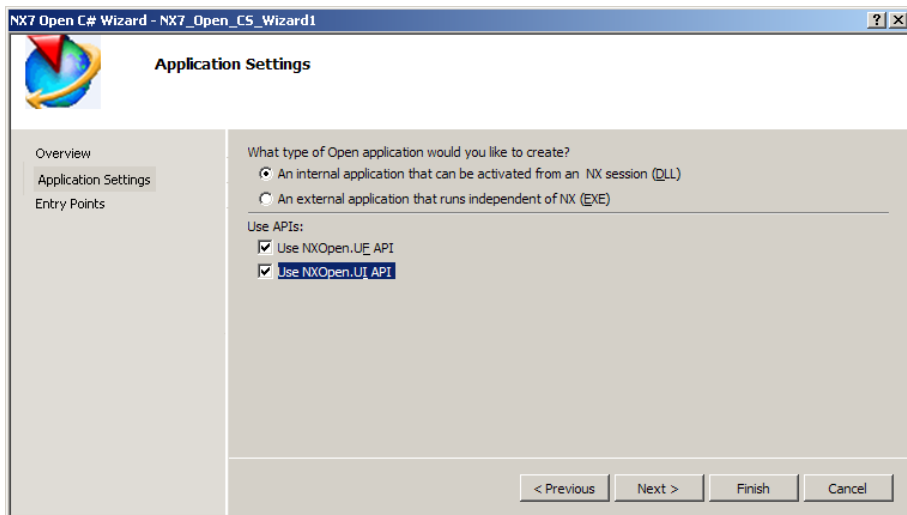 NX7 Open C# Wizard - NX7_Open_CS_Wizard1
Application Settings
Overview
Application Settings
Entry Points
What type of Open application would you like to create?
An internal application that can be activated from an NX session (DLL)
An external application that runs independent of NX (EXE)
Use APIs:
Use NXOpen.UF API
Use NXOpen.UI API
< Previous
Next >
Finish
Cancel